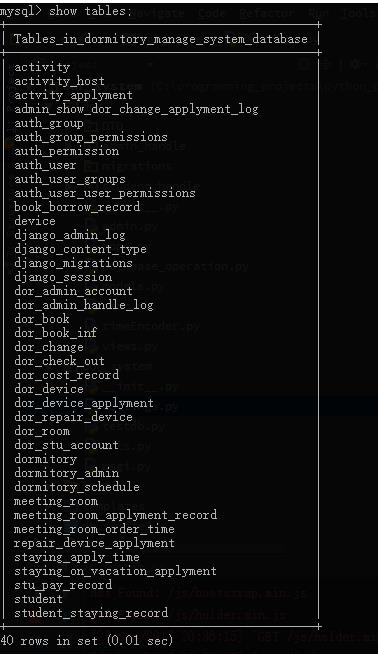 mysql> show tables;
Tables_in_dormitory_manage_system_database
activity
activity_host
actvity_applyment
admin_show_dor_change_applyment_log
auth_group
auth_group_permissions
auth_permission
auth_user
auth_user_groups
auth_user_user_permissions
book_borrow_record
device
django_admin_log
django_content_type
django_migrations
django_session
dor_admin_account
dor_admin_handle_log
dor_book
dor_book_inf
dor_change
dor_check_out
dor_cost_record
dor_device
dor_device_applyment
dor_repair_device
dor_room
dor_stu_account
dormitory
dormitory_admin
dormitory_schedule
meeting_room
meeting_room_applyment_record
meeting_room_order_time
repair_device_applyment
staying_apply_time
staying_on_vacation_applyment
stu_pay_record
student
student_staying_record
40 rows in set (0.01 sec)